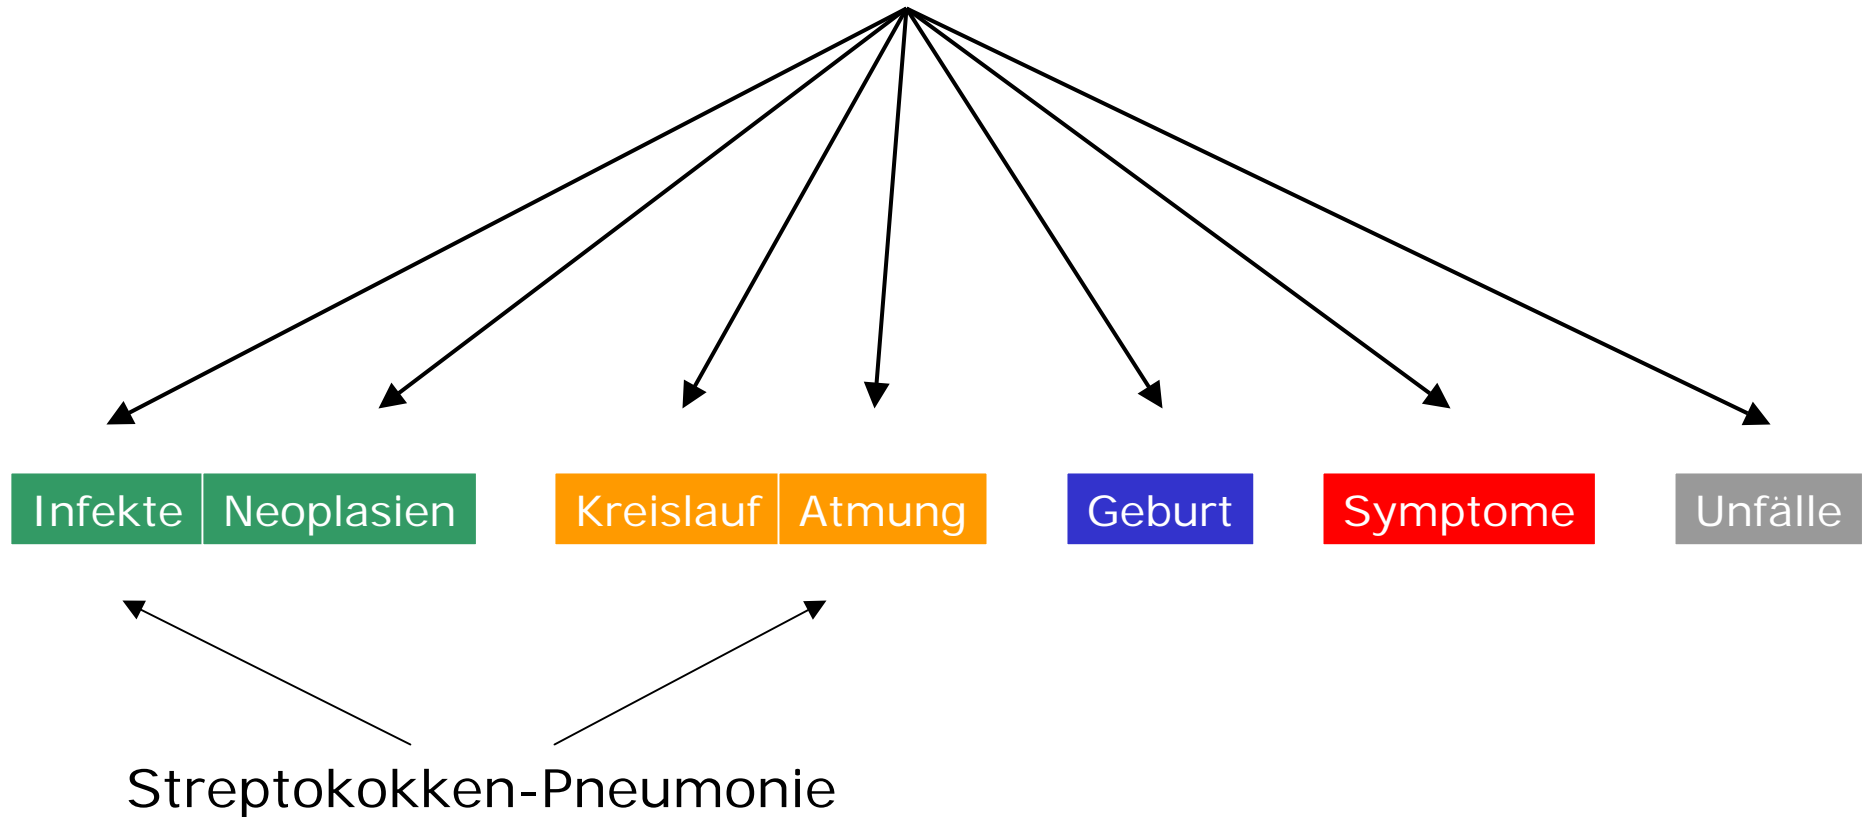 Infekte Neoplasien Kreislauf Atmung Geburt Symptome Unfälle
Streptokokken-Pneumonie